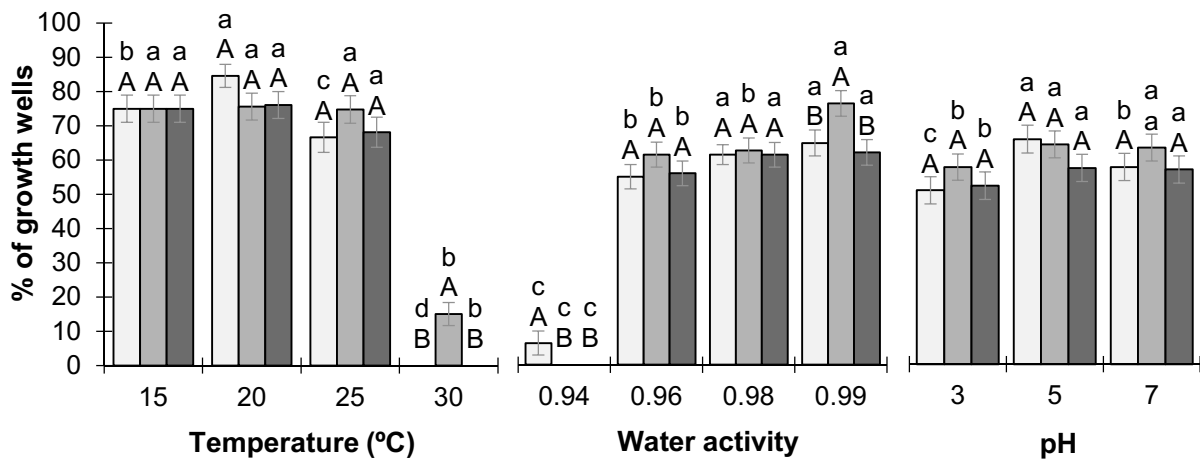 % of growth wells
100
90
80
70
60
50
40
30
20
10
0
b a a
A A A
a a a
A A A
c a a
A A A
d b b
B A B
c c c
A B B
b b b
A A A
a b a
A A A
a a a
B A B
c b b
A A A
a a a
A A A
b a a
A a A
15 20 25 30
0.94 0.96 0.98 0.99
3 5 7
Temperature (ºC)
Water activity
pH